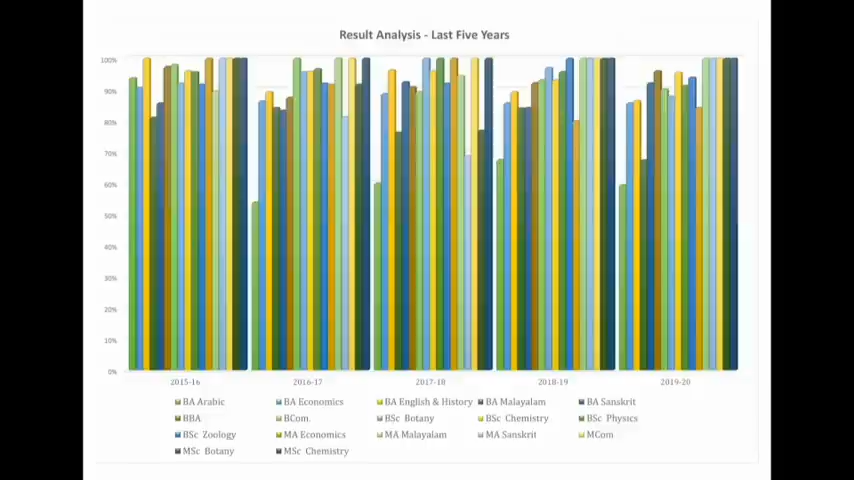 Result Analysis - Last Five Years
100%
90%
80%
70%
60%
50%
40%
30%
20%
10%
0%
2015-16 2016-17 2017-18 2018-19 2019-20
BA Arabic BA Economics BA English & History BA Malayalam BA Sanskrit
BBA BCom. BSc Botany BSc Chemistry BSc Physics
BSc Zoology MA Economics MA Malayalam MA Sanskrit MCom
MSc Botany MSc Chemistry